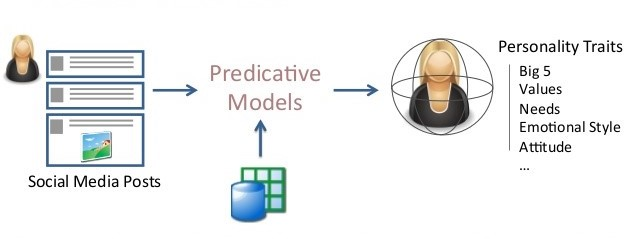 Social Media Posts
Predicative
Models
Personality Traits
Big 5
Values
Needs
Emotional Style
Attitude
...